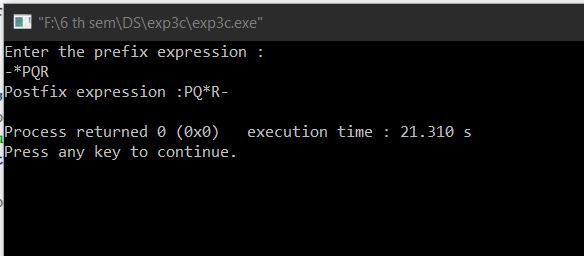 "F:\6 th sem\DS\exp3c\exp3c.exe"
Enter the prefix expression :
-*PQR
Postfix expression :PQ*R-
Process returned 0 (0x0)   execution time : 21.310 s
Press any key to continue.